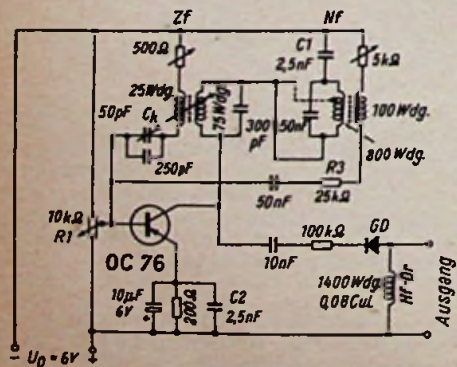 Zf
Nf
500Ω
C1
2,5nF
5kΩ
25Wdg.
75Wdg.
50pF
Ck
250pF
300
pF
50nF
100Wdg.
800Wdg.
R3
25kΩ
50nF
10kΩ
R1
OC 76
100kΩ
GD
10nF
1400Wdg.
0,08CuL
Hf-Dr
Ausgang
10µF
6V
200Ω
C2
2,5nF
- U₀=6V +